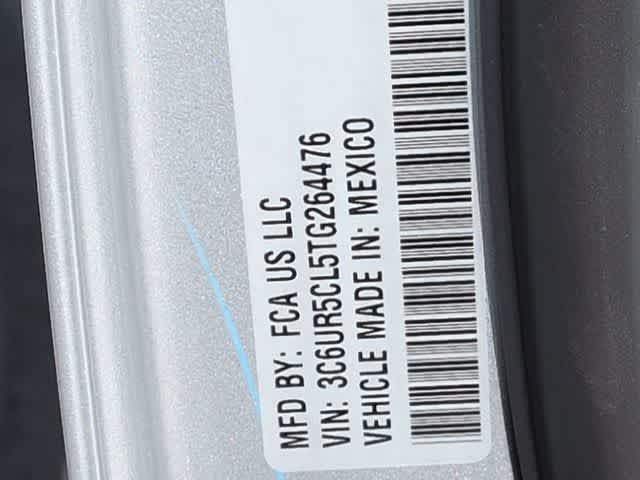 MFD BY: FCA US LLC
VIN: 3C6UR5CL5TG264476
VEHICLE MADE IN: MEXICO